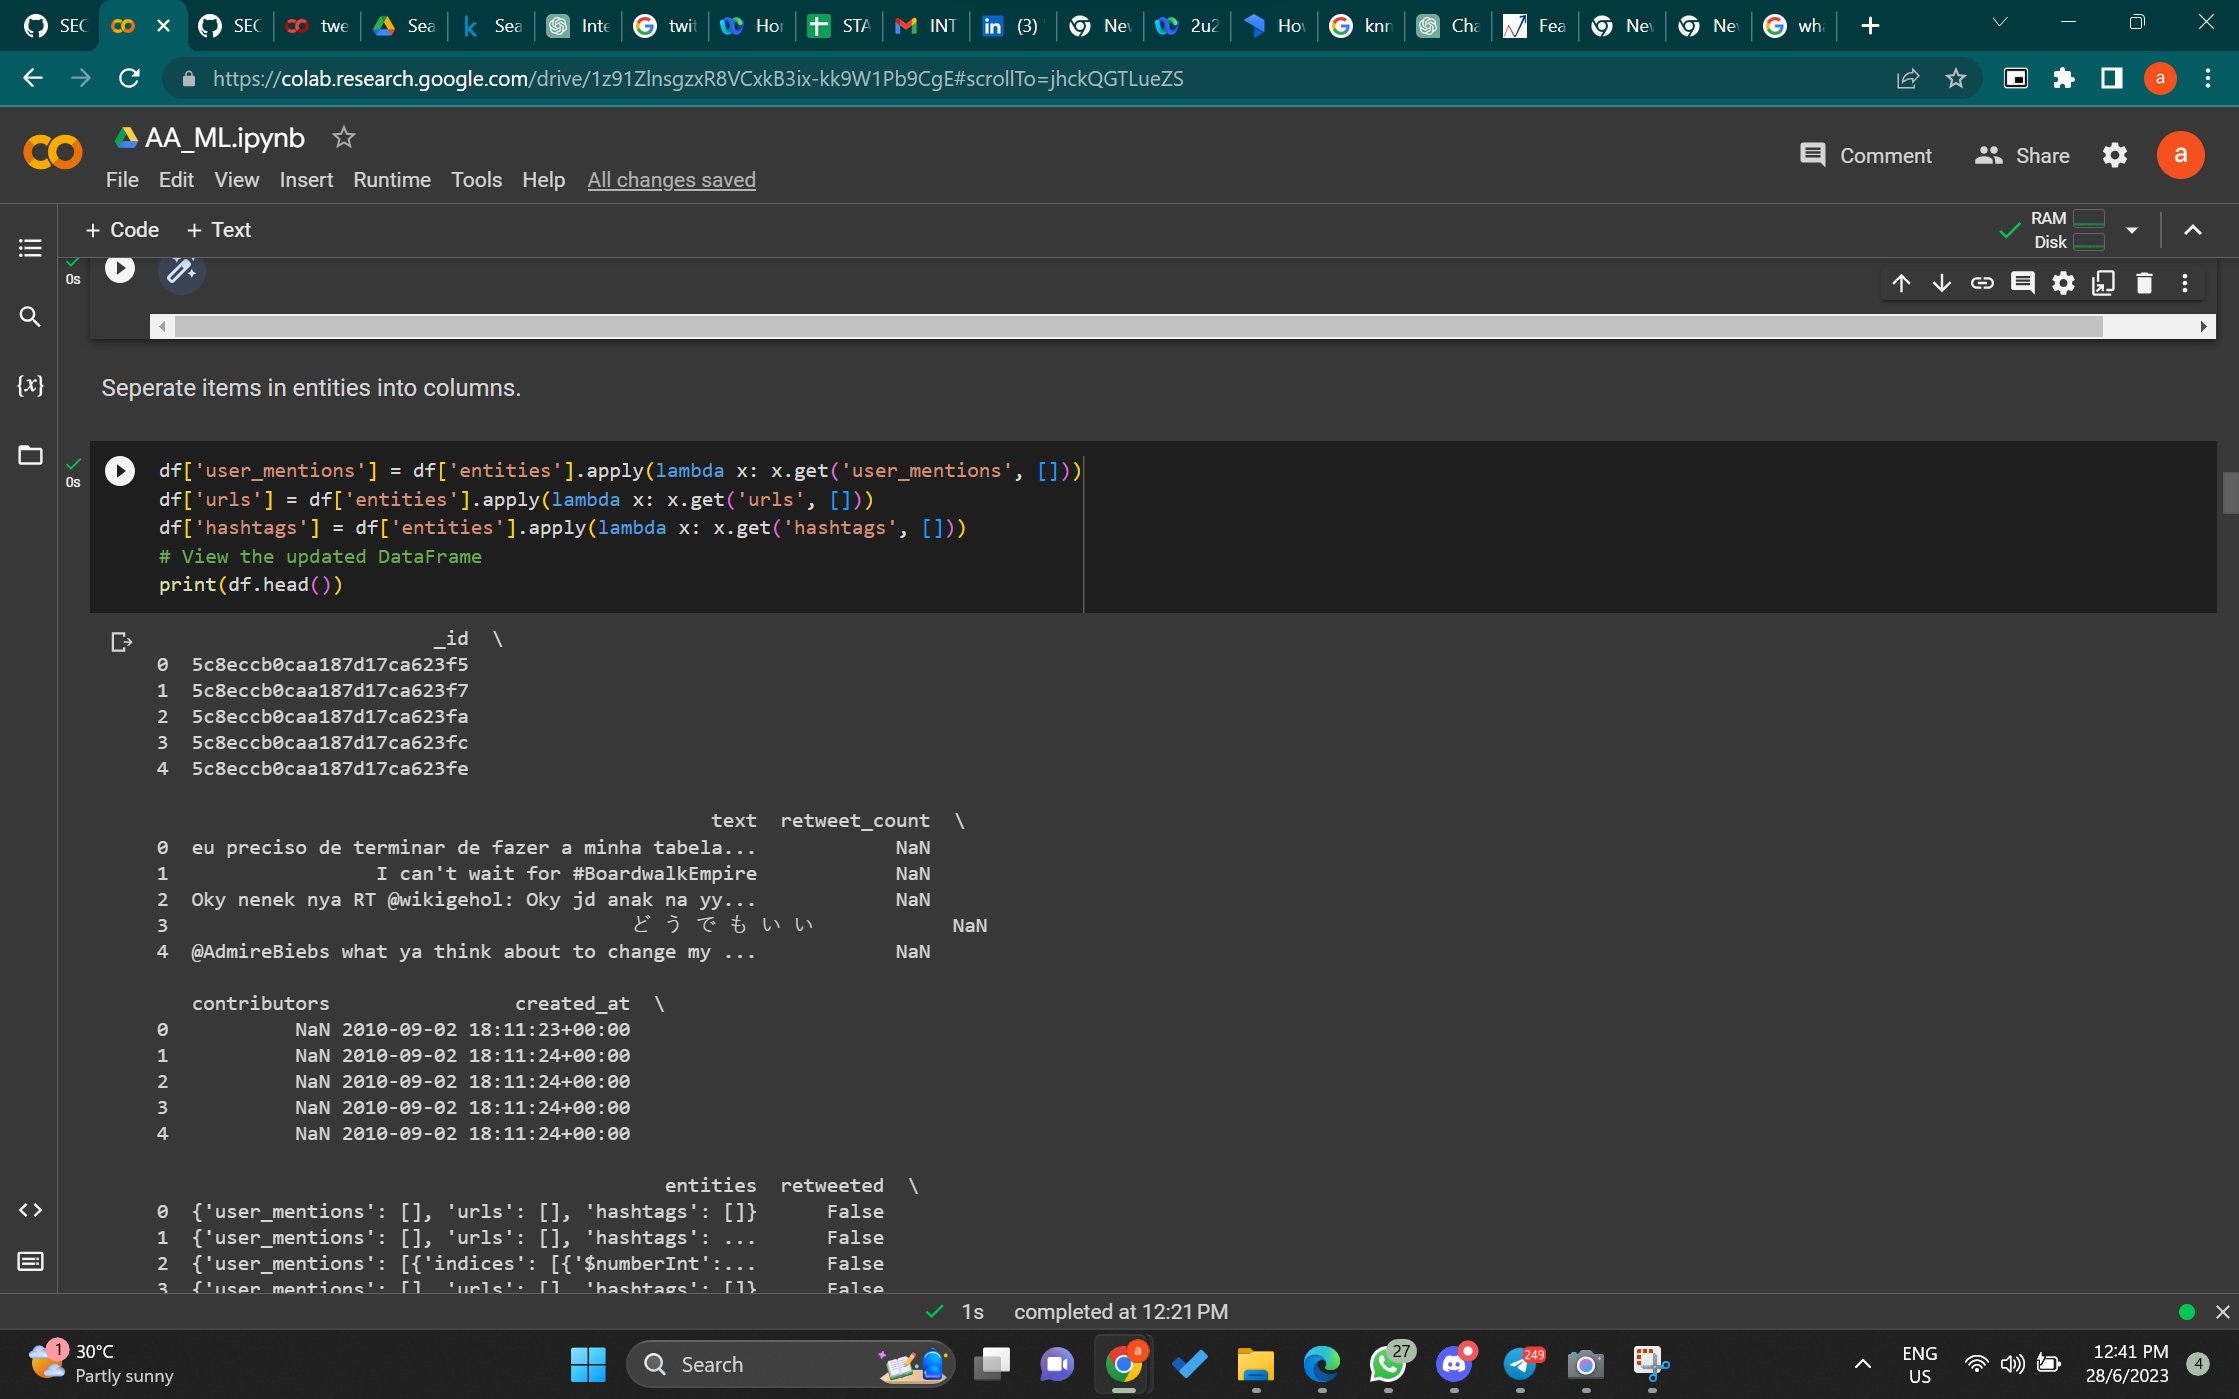 SEC
SEC
twe
Sea
Sea
Inte
twit
Hor
STA
INT
(3)
Nev
2u2
Hov
knn
Cha
Fea
Nev
Ne
wha
https://colab.research.google.com/drive/1z91ZlnsgzxR8VCxkB3ix-kk9W1Pb9CgE#scrollTo=jhckQGTLueZS
a
AA_ML.ipynb
Comment
Share
a
File Edit View Insert Runtime Tools Help All changes saved
+ Code + Text
RAM
Disk
0s
{x}
Seperate items in entities into columns.
0s
df['user_mentions'] = df['entities'].apply(lambda x: x.get('user_mentions', []))
df['urls'] = df['entities'].apply(lambda x: x.get('urls', []))
df['hashtags'] = df['entities'].apply(lambda x: x.get('hashtags', []))
# View the updated DataFrame
print(df.head())
_id \
0 5c8eccb0caa187d17ca623f5
1 5c8eccb0caa187d17ca623f7
2 5c8eccb0caa187d17ca623fa
3 5c8eccb0caa187d17ca623fc
4 5c8eccb0caa187d17ca623fe
text retweet_count \
0 eu preciso de terminar de fazer a minha tabela... NaN
1 I can't wait for #BoardwalkEmpire NaN
2 Oky nenek nya RT @wikigehol: Oky jd anak na yy... NaN
3 ど う で も い い NaN
4 @AdmireBiebs what ya think about to change my ... NaN
contributors created_at \
0 NaN 2010-09-02 18:11:23+00:00
1 NaN 2010-09-02 18:11:24+00:00
2 NaN 2010-09-02 18:11:24+00:00
3 NaN 2010-09-02 18:11:24+00:00
4 NaN 2010-09-02 18:11:24+00:00
entities retweeted \
0 {'user_mentions': [], 'urls': [], 'hashtags': []} False
1 {'user_mentions': [], 'urls': [], 'hashtags': ... False
2 {'user_mentions': [{'indices': [{'$numberInt':... False
3 {'user_mentions': [], 'urls': [], 'hashtags': []} False
1s completed at 12:21 PM
1
30°C
Partly sunny
Search
a
27
249
ENG
US
12:41 PM
28/6/2023
4